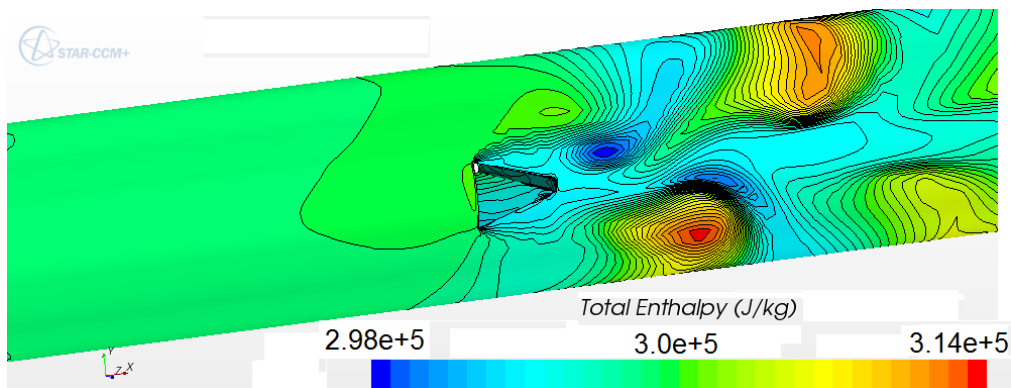 STAR-CCM+
Total Enthalpy (J/kg)
2.98e+5 3.0e+5 3.14e+5
Y
Z X